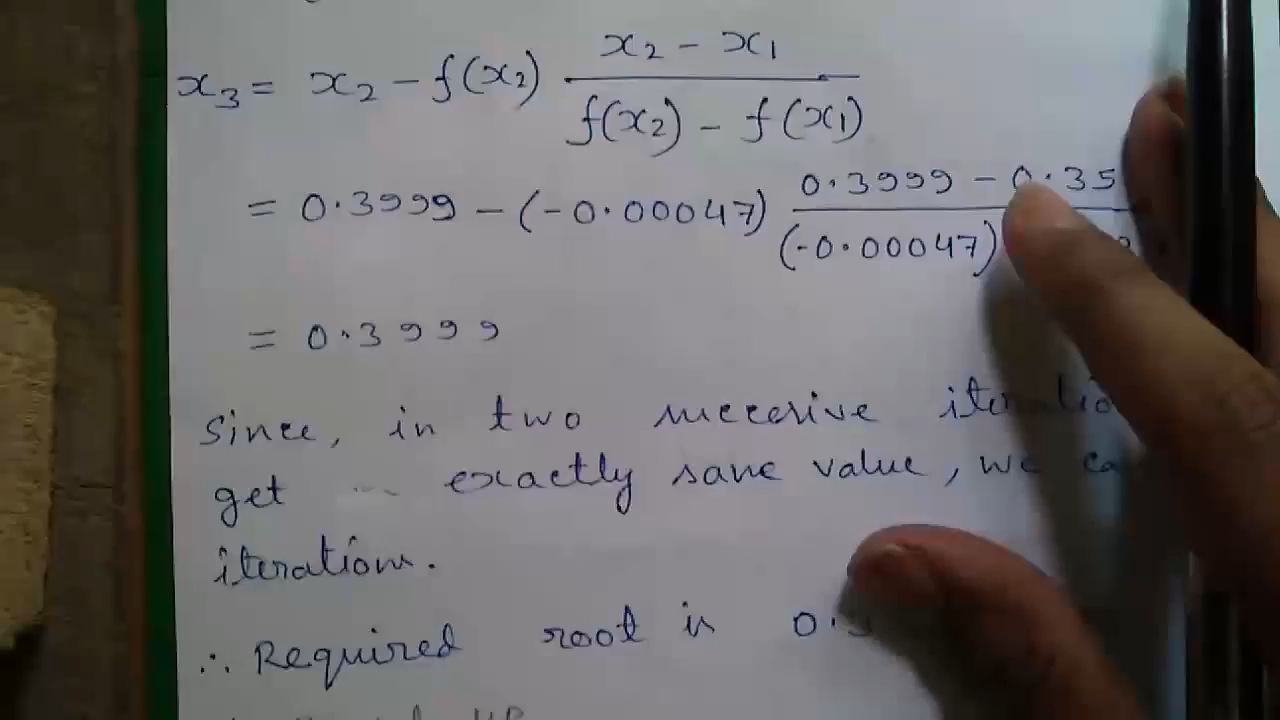 x₃ = x₂ - f(x₂) (x₂ - x₁) / (f(x₂) - f(x₁))
= 0.3999 - (-0.00047) (0.3999 - 0.35) / ((-0.00047)
= 0.3999
Since, in two successive
get exactly same value, we
iterations.
∴ Required root is 0.